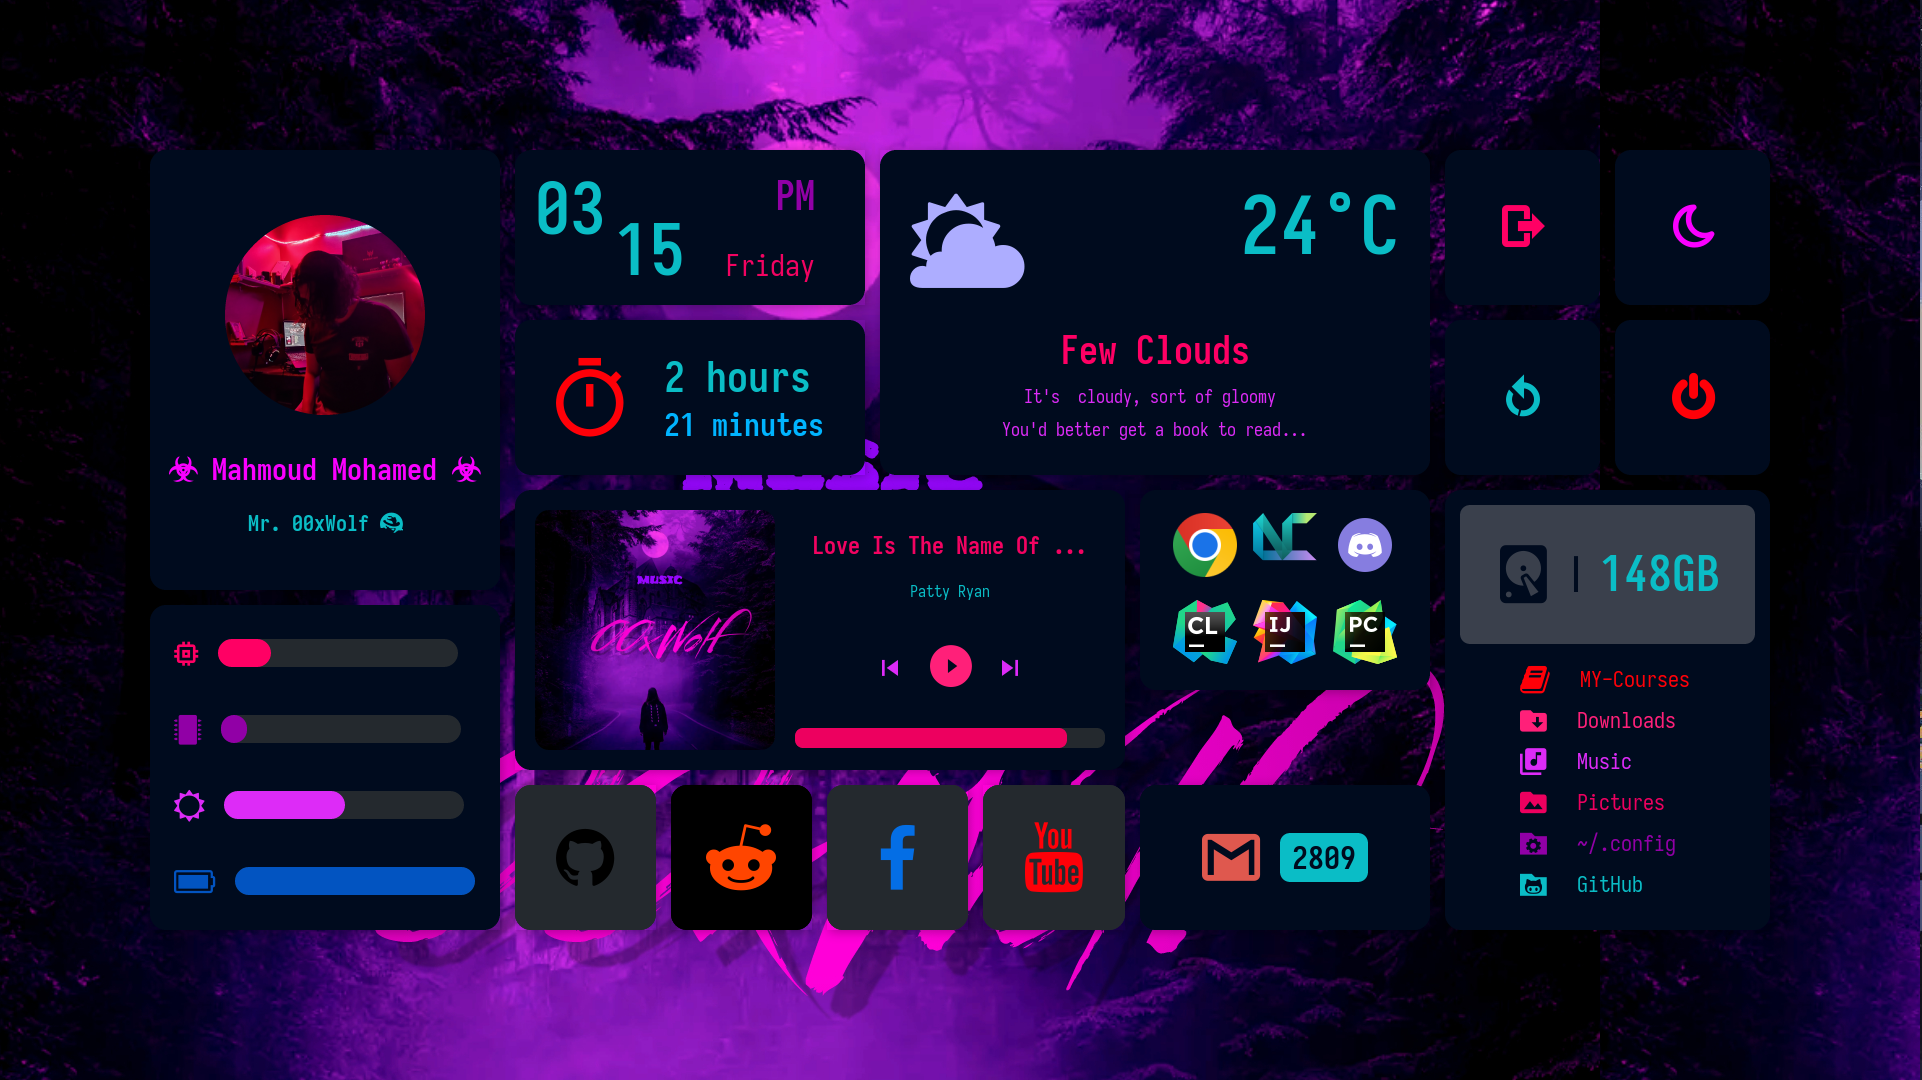 03
15
PM
Friday
24°C
Few Clouds
It's cloudy, sort of gloomy
You'd better get a book to read...
2 hours
21 minutes
Mahmoud Mohamed
Mr. 00xWolf
MUSIC
00xWolf
Love Is The Name Of ...
Patty Ryan
CL
IJ
PC
148GB
MY-Courses
Downloads
Music
Pictures
~/.config
GitHub
You
Tube
2809